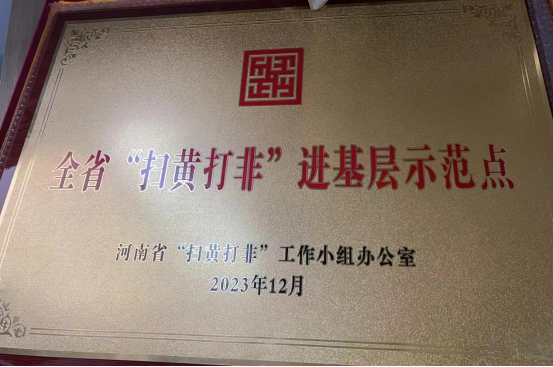 全省“扫黄打非”进基层示范点
河南省“扫黄打非”工作小组办公室
2023年12月